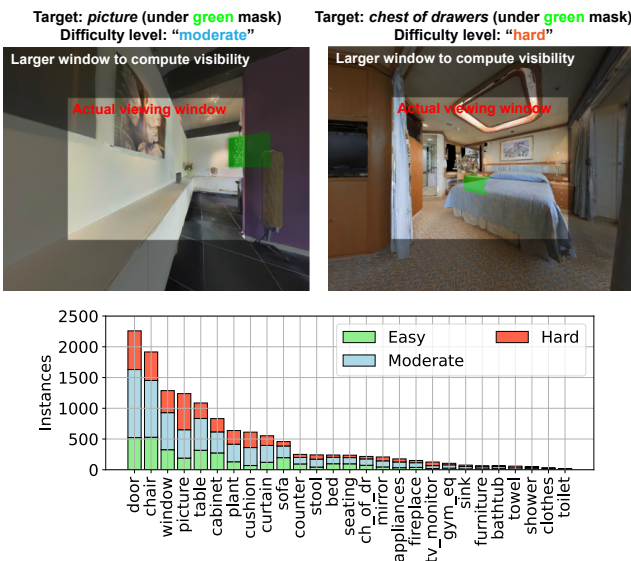 Target: picture (under green mask)
Difficulty level: “moderate”
Larger window to compute visibility
Actual viewing window
Target: chest of drawers (under green mask)
Difficulty level: “hard”
Larger window to compute visibility
Actual viewing window
2500
2000
1500
1000
500
0
Instances
Easy
Moderate
Hard
door
chair
window
picture
table
cabinet
plant
cushion
curtain
sofa
counter
stool
bed
seating
ch_of_dr
mirror
appliances
fireplace
tv_monitor
gym_eq
sink
furniture
bathtub
towel
shower
clothes
toilet